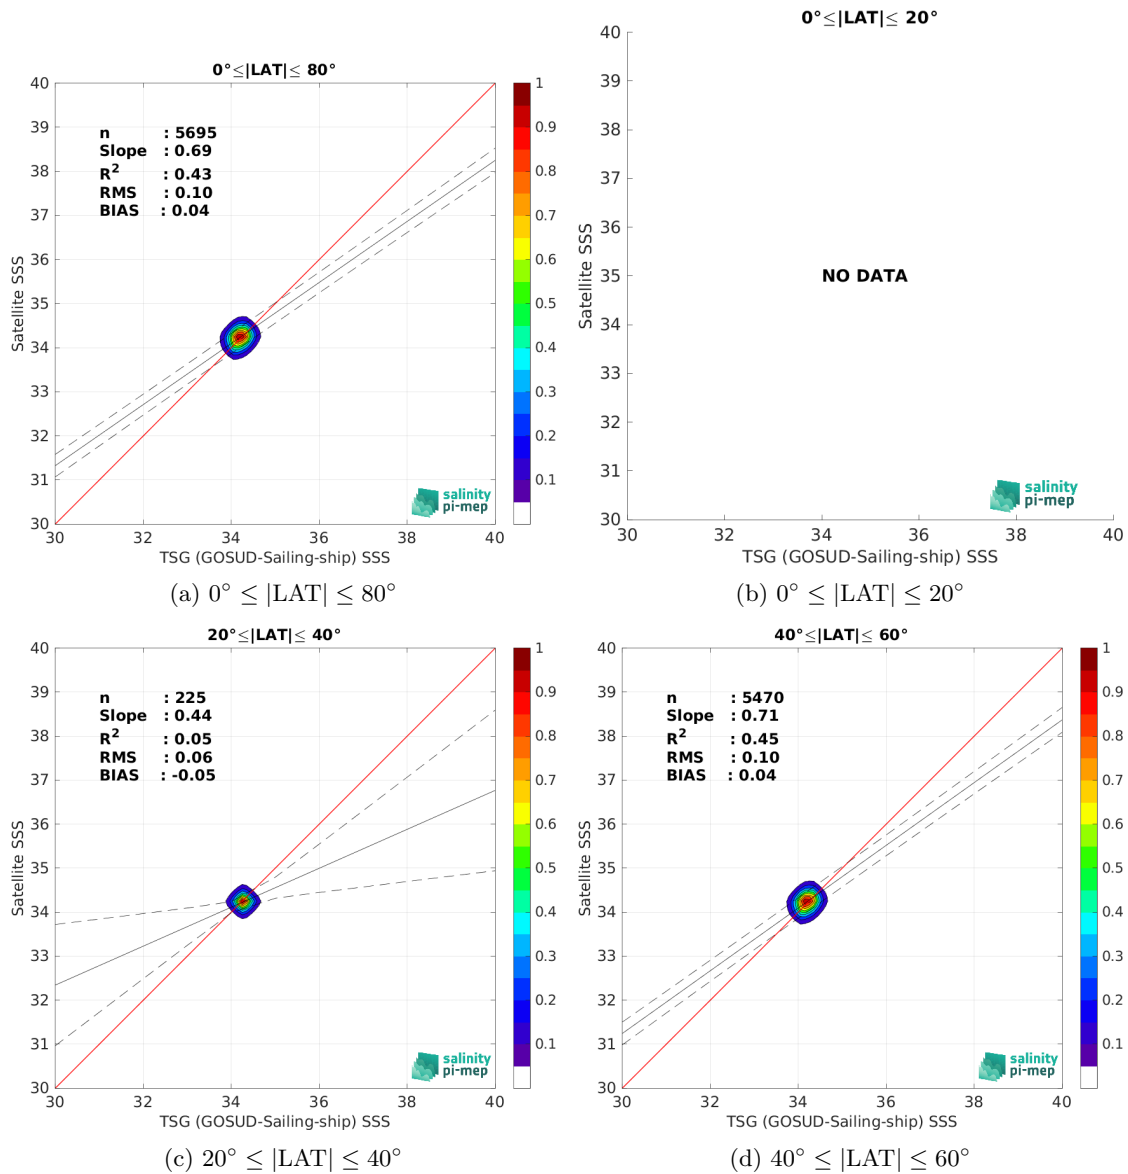 0°≤|LAT|≤ 80°
40
39
38
37
36
35
34
33
32
31
30
Satellite SSS
n : 5695
Slope : 0.69
R² : 0.43
RMS : 0.10
BIAS : 0.04
salinity
pi-mep
30 32 34 36 38 40
TSG (GOSUD-Sailing-ship) SSS
1
0.9
0.8
0.7
0.6
0.5
0.4
0.3
0.2
0.1
(a) 0° ≤ |LAT| ≤ 80°
0°≤|LAT|≤ 20°
40
39
38
37
36
35
34
33
32
31
30
Satellite SSS
NO DATA
salinity
pi-mep
30 32 34 36 38 40
TSG (GOSUD-Sailing-ship) SSS
(b) 0° ≤ |LAT| ≤ 20°
20°≤|LAT|≤ 40°
40
39
38
37
36
35
34
33
32
31
30
Satellite SSS
n : 225
Slope : 0.44
R² : 0.05
RMS : 0.06
BIAS : -0.05
salinity
pi-mep
30 32 34 36 38 40
TSG (GOSUD-Sailing-ship) SSS
1
0.9
0.8
0.7
0.6
0.5
0.4
0.3
0.2
0.1
(c) 20° ≤ |LAT| ≤ 40°
40°≤|LAT|≤ 60°
40
39
38
37
36
35
34
33
32
31
30
Satellite SSS
n : 5470
Slope : 0.71
R² : 0.45
RMS : 0.10
BIAS : 0.04
salinity
pi-mep
30 32 34 36 38 40
TSG (GOSUD-Sailing-ship) SSS
1
0.9
0.8
0.7
0.6
0.5
0.4
0.3
0.2
0.1
(d) 40° ≤ |LAT| ≤ 60°